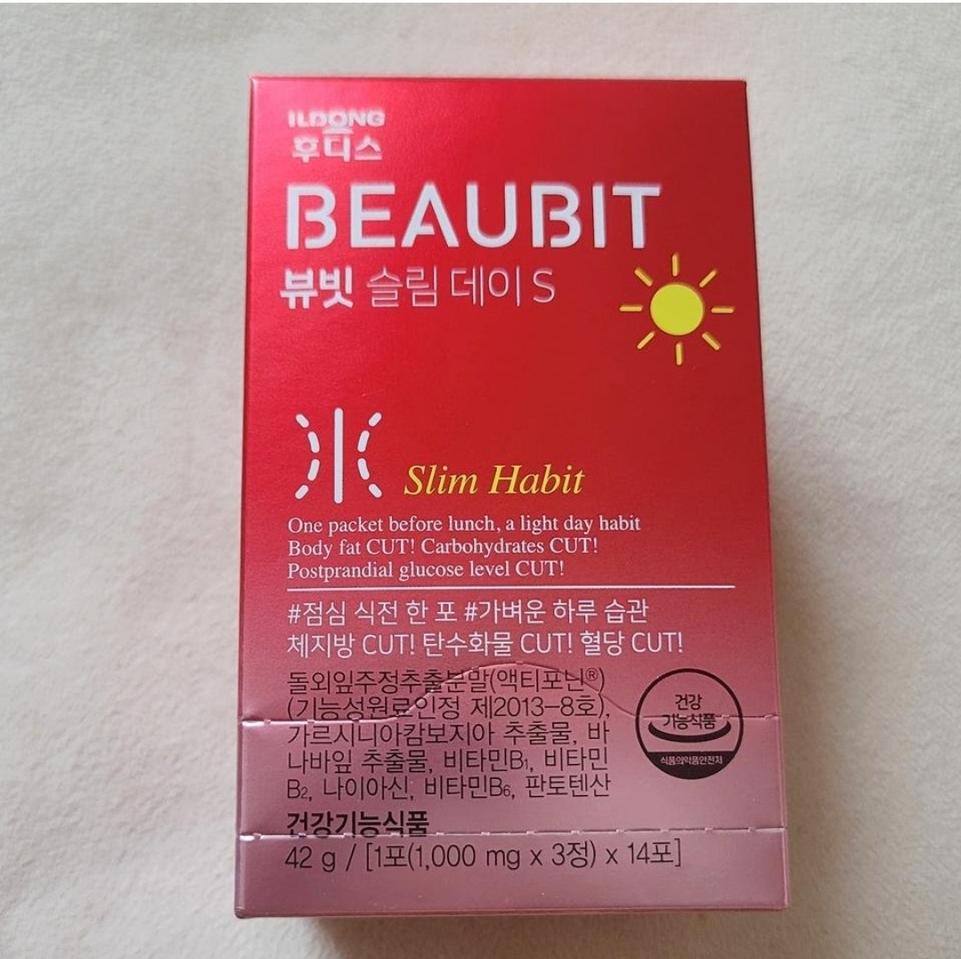 ILDONG
후디스
BEAUBIT
뷰빗 슬림 데이 S
Slim Habit
One packet before lunch, a light day habit
Body fat CUT! Carbohydrates CUT!
Postprandial glucose level CUT!
#점심 식전 한 포 #가벼운 하루 습관
체지방 CUT! 탄수화물 CUT! 혈당 CUT!
돌외잎주정추출분말(액티포닌®)
(기능성원료인정 제2013-8호),
가르시니아캄보지아 추출물, 바
나바잎 추출물, 비타민B₁, 비타민
B₂, 나이아신, 비타민B₆, 판토텐산
건강
기능식품
식품의약품안전처
건강기능식품
42 g / [1포(1,000 mg x 3정) x 14포]